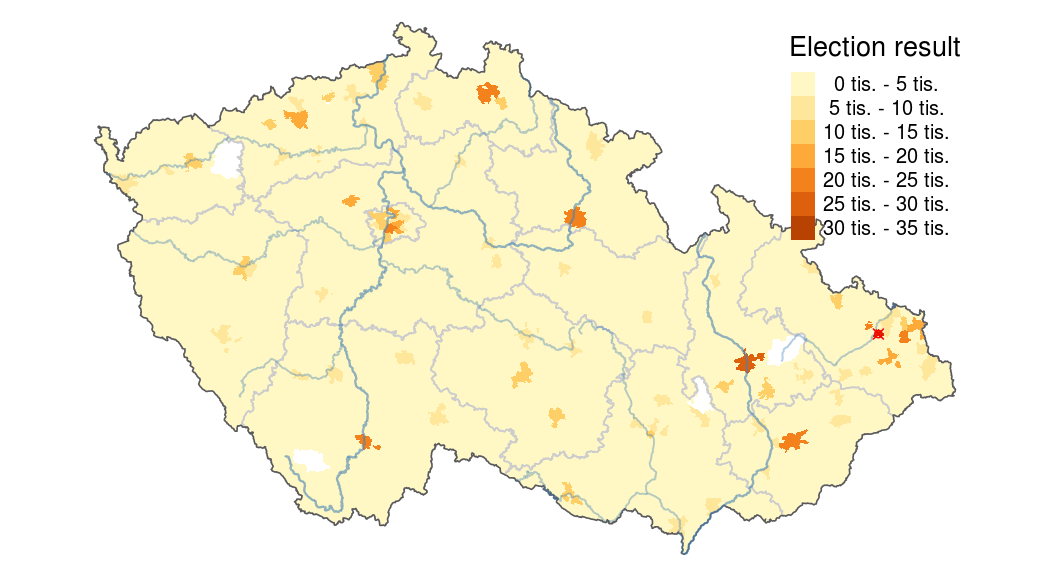 Election result
0 tis. - 5 tis.
5 tis. - 10 tis.
10 tis. - 15 tis.
15 tis. - 20 tis.
20 tis. - 25 tis.
25 tis. - 30 tis.
30 tis. - 35 tis.